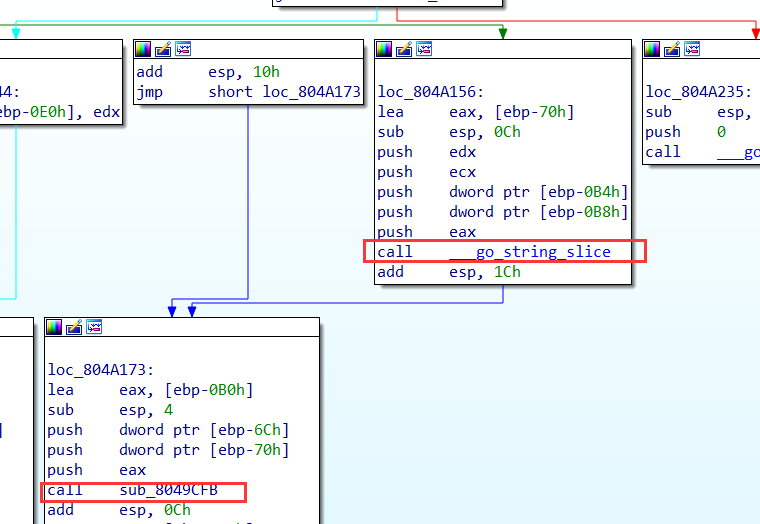 44:
ebp-0E0h], edx
add esp, 10h
jmp short loc_804A173
loc_804A156:
lea eax, [ebp-70h]
sub esp, 0Ch
push edx
push ecx
push dword ptr [ebp-0B4h]
push dword ptr [ebp-0B8h]
push eax
call ___go_string_slice
add esp, 1Ch
loc_804A235:
sub esp,
push 0
call ___go
]
loc_804A173:
lea eax, [ebp-0B0h]
sub esp, 4
push dword ptr [ebp-6Ch]
push dword ptr [ebp-70h]
push eax
call sub_8049CFB
add esp, 0Ch